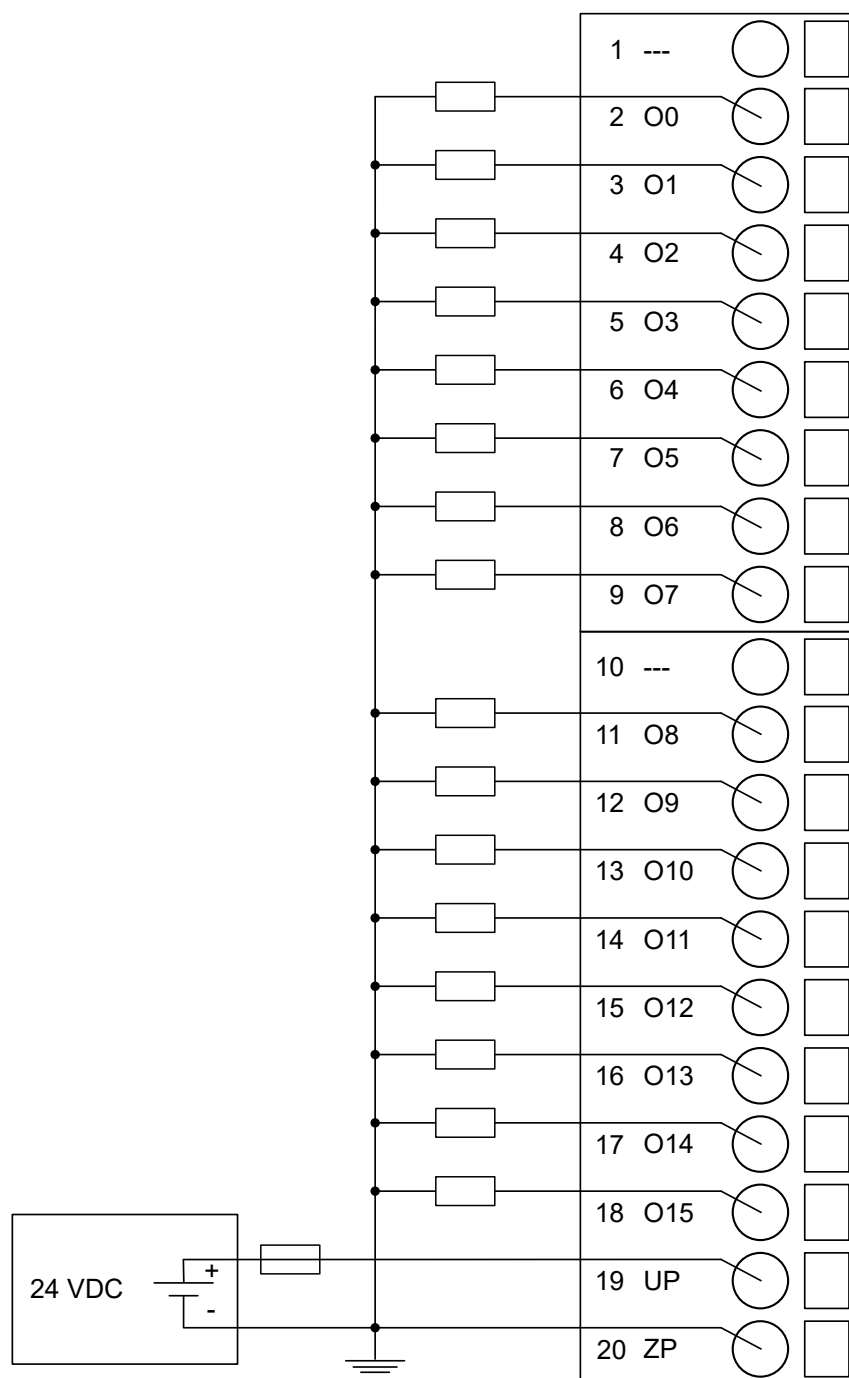 1 ---
2 O0
3 O1
4 O2
5 O3
6 O4
7 O5
8 O6
9 O7
10 ---
11 O8
12 O9
13 O10
14 O11
15 O12
16 O13
17 O14
18 O15
24 VDC
+
-
19 UP
20 ZP